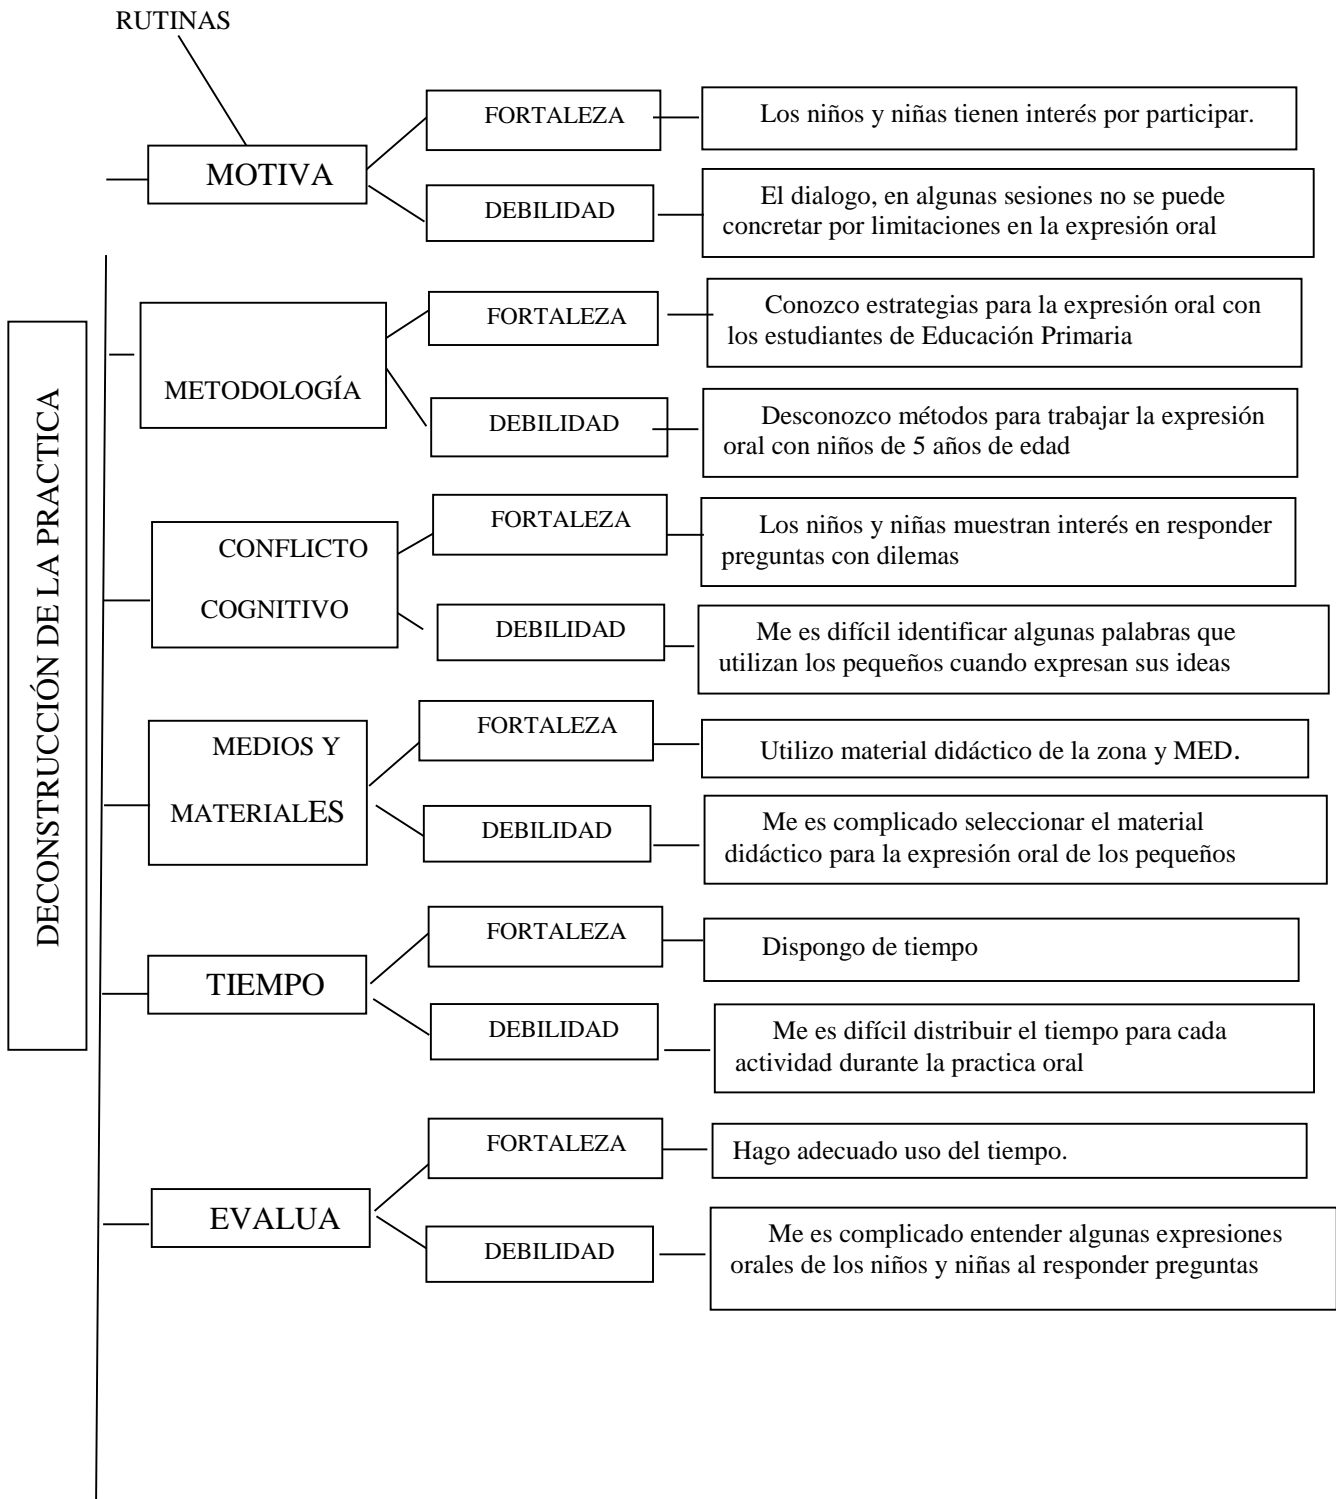 RUTINAS
DECONSTRUCCIÓN DE LA PRACTICA
MOTIVA
FORTALEZA
Los niños y niñas tienen interés por participar.
DEBILIDAD
El dialogo, en algunas sesiones no se puede
concretar por limitaciones en la expresión oral
METODOLOGÍA
FORTALEZA
Conozco estrategias para la expresión oral con
los estudiantes de Educación Primaria
DEBILIDAD
Desconozco métodos para trabajar la expresión
oral con niños de 5 años de edad
CONFLICTO
COGNITIVO
FORTALEZA
Los niños y niñas muestran interés en responder
preguntas con dilemas
DEBILIDAD
Me es difícil identificar algunas palabras que
utilizan los pequeños cuando expresan sus ideas
MEDIOS Y
MATERIALES
FORTALEZA
Utilizo material didáctico de la zona y MED.
DEBILIDAD
Me es complicado seleccionar el material
didáctico para la expresión oral de los pequeños
TIEMPO
FORTALEZA
Dispongo de tiempo
DEBILIDAD
Me es difícil distribuir el tiempo para cada
actividad durante la practica oral
EVALUA
FORTALEZA
Hago adecuado uso del tiempo.
DEBILIDAD
Me es complicado entender algunas expresiones
orales de los niños y niñas al responder preguntas